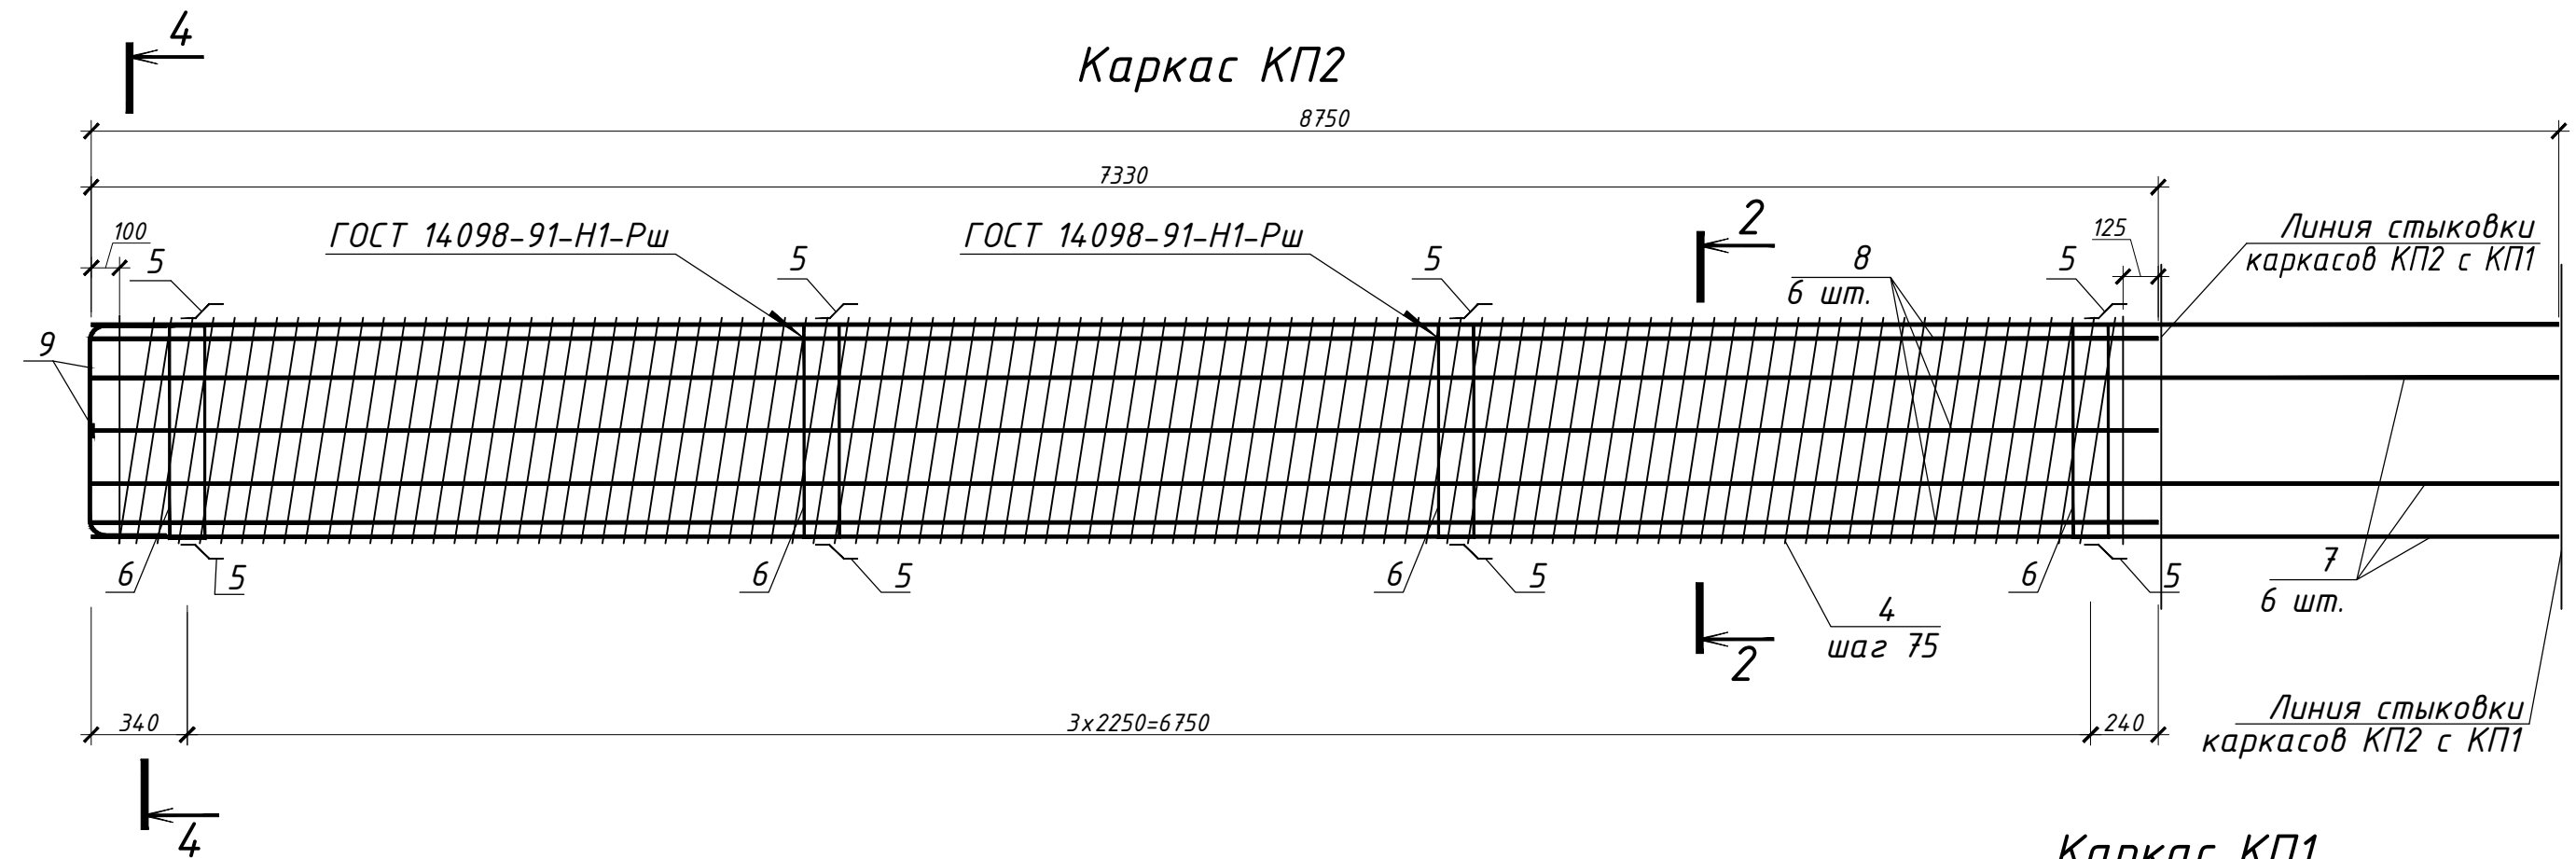 4
Каркас КП2
8750
7330
100
5
ГОСТ 14098-91-Н1-Рш
5
ГОСТ 14098-91-Н1-Рш
5
2
8
6 шт.
5
125
Линия стыковки
каркасов КП2 с КП1
9
6
5
6
5
6
5
6
5
4
шаг 75
2
7
6 шт.
340
3х2250=6750
240
Линия стыковки
каркасов КП2 с КП1
4
Каркас КП1